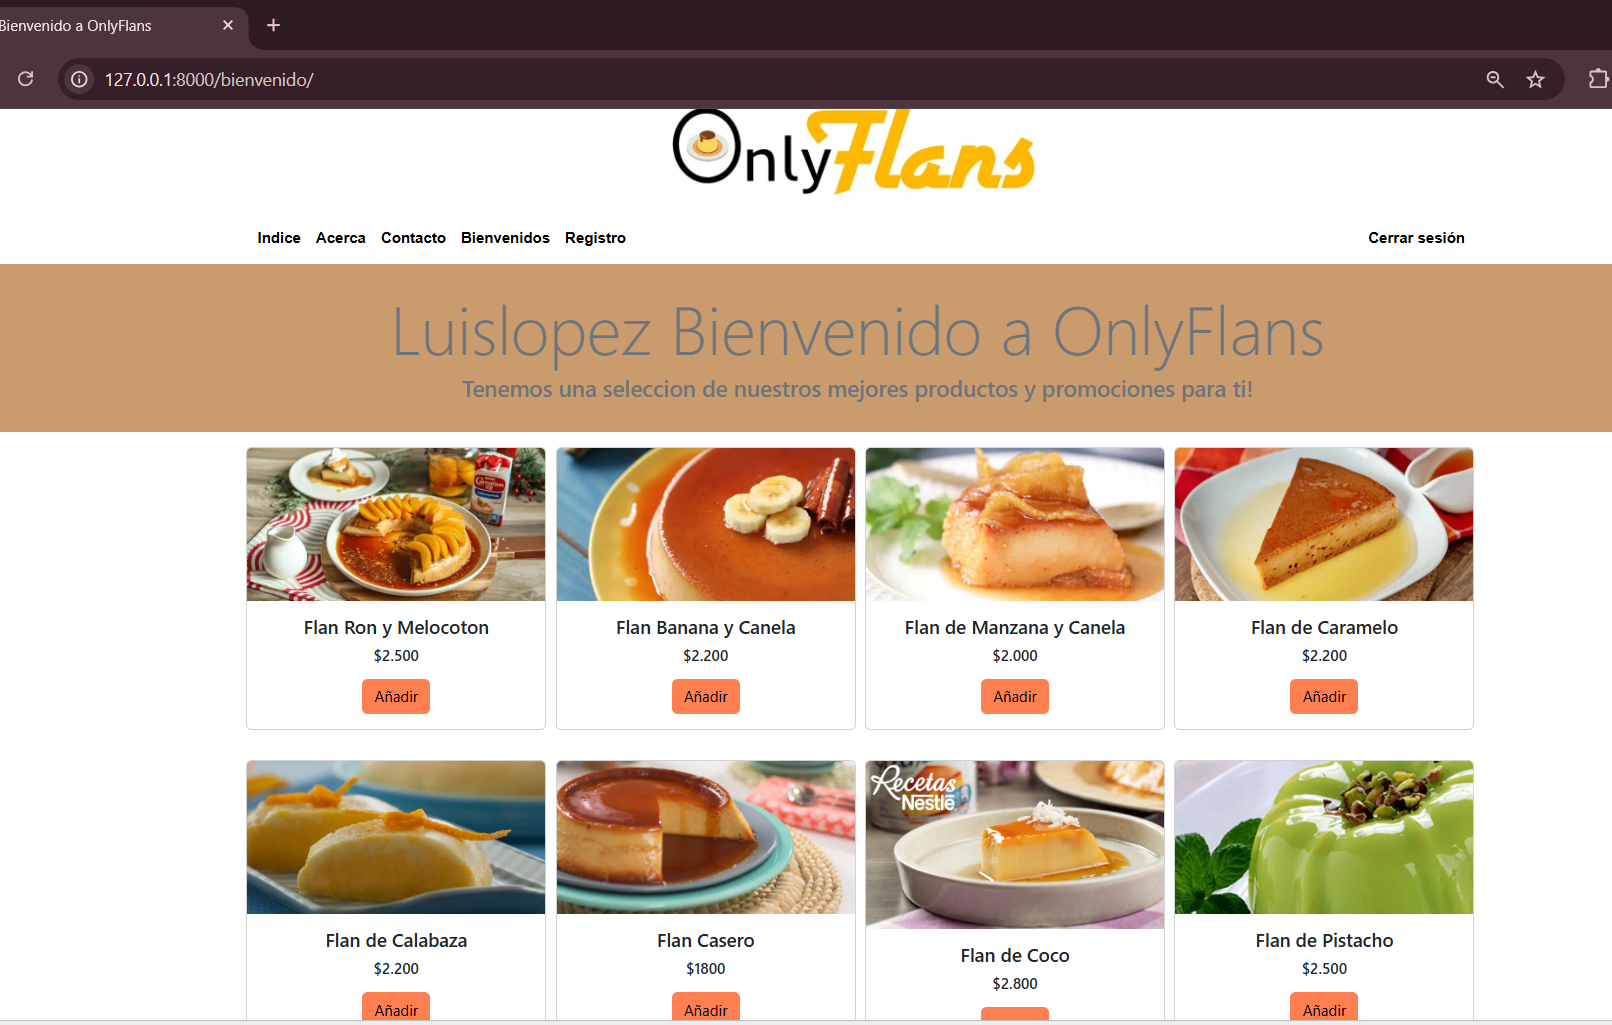 Bienvenido a OnlyFlans
127.0.0.1:8000/bienvenido/
OnlyFlans
Indice Acerca Contacto Bienvenidos Registro Cerrar sesión
Luislopez Bienvenido a OnlyFlans
Tenemos una seleccion de nuestros mejores productos y promociones para ti!
Carnation
Flan Ron y Melocoton
$2.500
Añadir
Flan Banana y Canela
$2.200
Añadir
Flan de Manzana y Canela
$2.000
Añadir
Flan de Caramelo
$2.200
Añadir
Flan de Calabaza
$2.200
Añadir
Flan Casero
$1800
Añadir
Recetas
Nestlé
Flan de Coco
$2.800
Flan de Pistacho
$2.500
Añadir